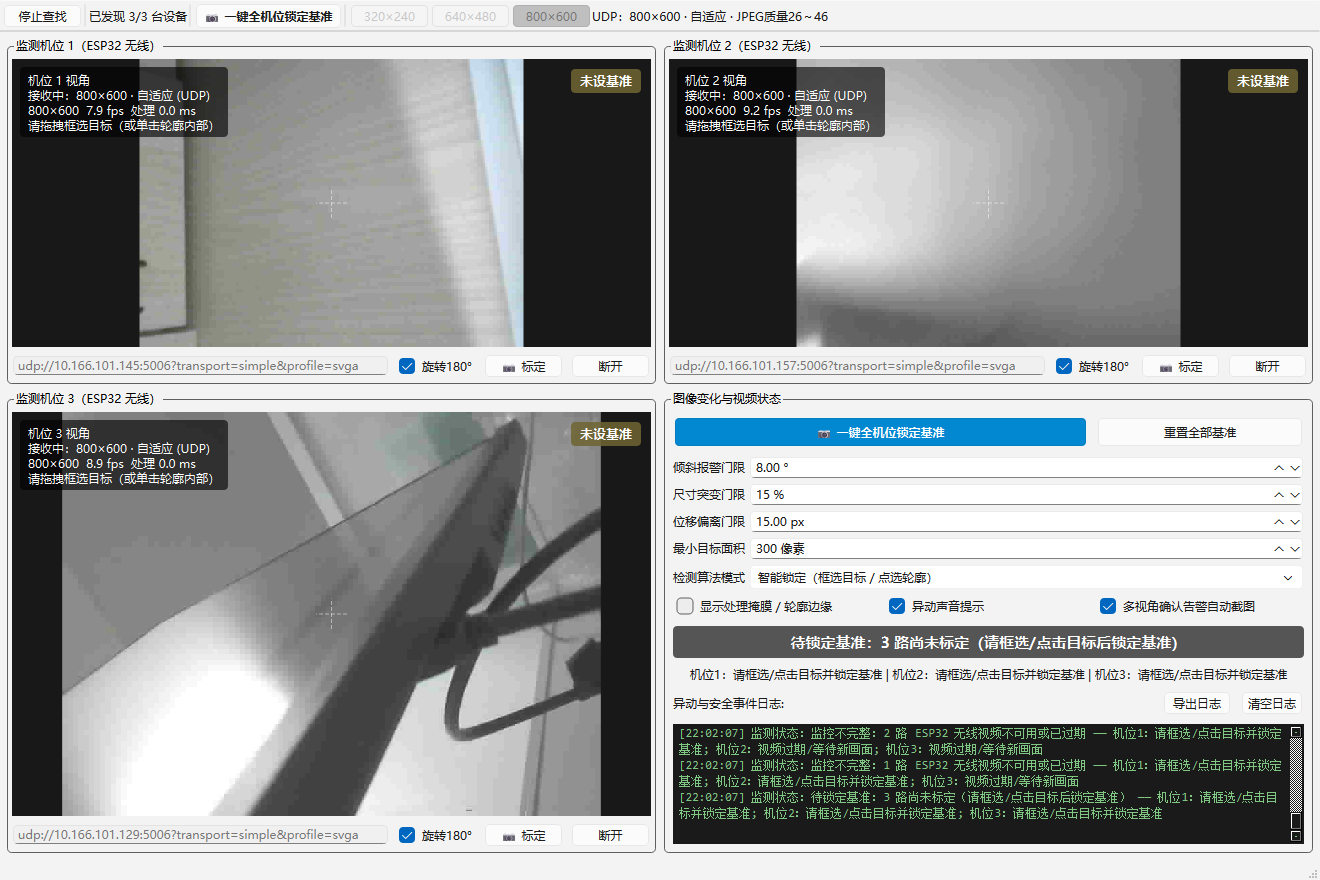 停止查找 已发现 3/3 台设备 一键全机位锁定基准 320×240 640×480 800×600 UDP：800×600 · 自适应 · JPEG质量26～46
监测机位 1（ESP32 无线）
机位 1 视角
接收中：800×600 · 自适应 (UDP)
800×600 7.9 fps 处理 0.0 ms
请拖拽框选目标（或单击轮廓内部）
未设基准
udp://10.166.101.145:5006?transport=simple&profile=svga 旋转180° 标定 断开
监测机位 2（ESP32 无线）
机位 2 视角
接收中：800×600 · 自适应 (UDP)
800×600 9.2 fps 处理 0.0 ms
请拖拽框选目标（或单击轮廓内部）
未设基准
udp://10.166.101.157:5006?transport=simple&profile=svga 旋转180° 标定 断开
监测机位 3（ESP32 无线）
机位 3 视角
接收中：800×600 · 自适应 (UDP)
800×600 8.9 fps 处理 0.0 ms
请拖拽框选目标（或单击轮廓内部）
未设基准
udp://10.166.101.129:5006?transport=simple&profile=svga 旋转180° 标定 断开
图像变化与视频状态
一键全机位锁定基准 重置全部基准
倾斜报警门限 8.00 °
尺寸突变门限 15 %
位移偏离门限 15.00 px
最小目标面积 300 像素
检测算法模式 智能锁定（框选目标 / 点选轮廓）
显示处理掩膜 / 轮廓边缘 异动声音提示 多视角确认告警自动截图
待锁定基准：3 路尚未标定（请框选/点击目标后锁定基准）
机位1：请框选/点击目标并锁定基准 | 机位2：请框选/点击目标并锁定基准 | 机位3：请框选/点击目标并锁定基准
异动与安全事件日志: 导出日志 清空日志
[22:02:07] 监测状态：监控不完整：2 路 ESP32 无线视频不可用或已过期 —— 机位1：请框选/点击目标并锁定
基准；机位2：视频过期/等待新画面；机位3：视频过期/等待新画面
[22:02:07] 监测状态：监控不完整：1 路 ESP32 无线视频不可用或已过期 —— 机位1：请框选/点击目标并锁定
基准；机位2：请框选/点击目标并锁定基准；机位3：视频过期/等待新画面
[22:02:07] 监测状态：待锁定基准：3 路尚未标定（请框选/点击目标后锁定基准） —— 机位1：请框选/点击目
标并锁定基准；机位2：请框选/点击目标并锁定基准；机位3：请框选/点击目标并锁定基准